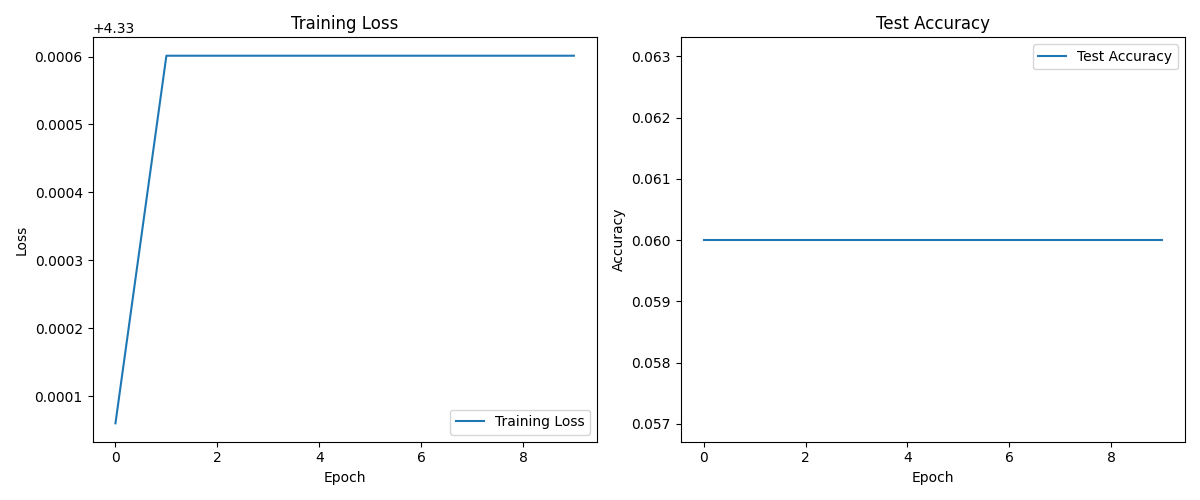 Training Loss
+4.33
0.0006
0.0005
0.0004
0.0003
0.0002
0.0001
Loss
Training Loss
0 2 4 6 8
Epoch
Test Accuracy
Test Accuracy
0.063
0.062
0.061
0.060
0.059
0.058
0.057
Accuracy
0 2 4 6 8
Epoch